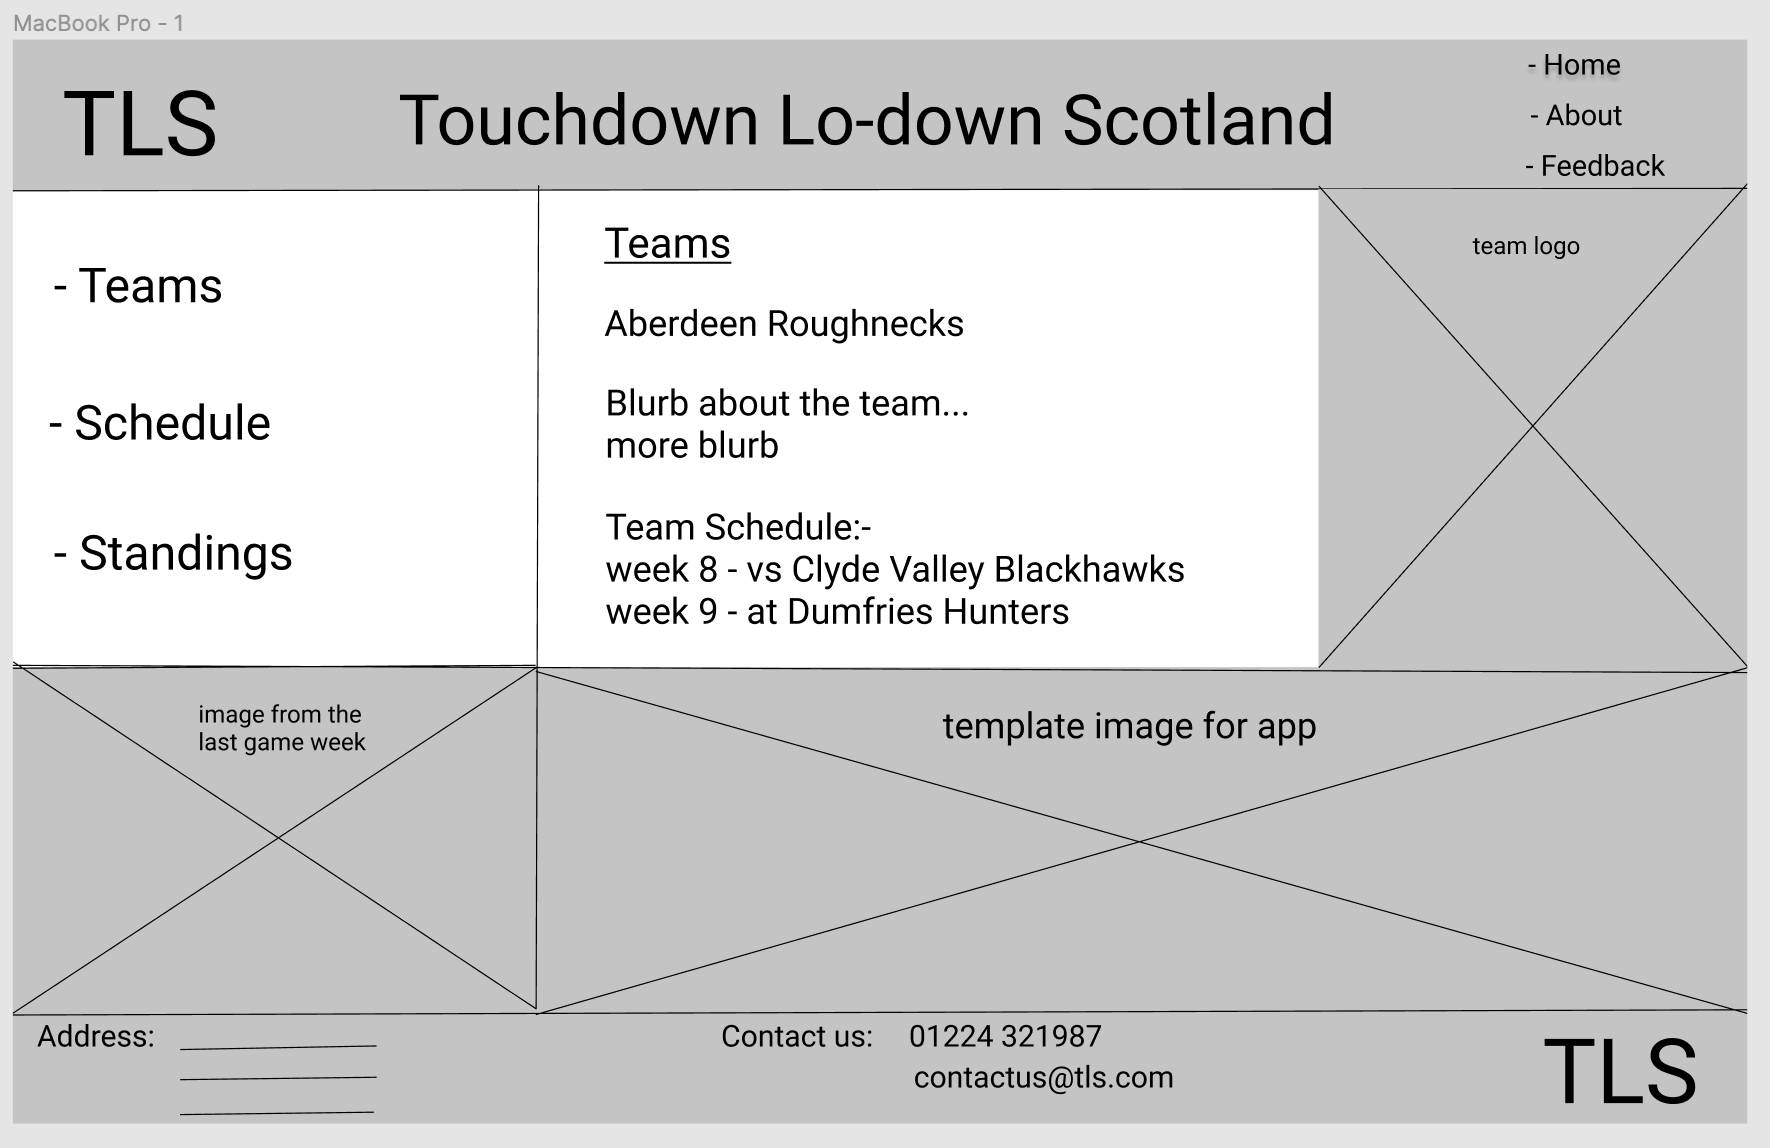 MacBook Pro - 1
TLS
Touchdown Lo-down Scotland
- Home
- About
- Feedback
- Teams
- Schedule
- Standings
Teams
Aberdeen Roughnecks
Blurb about the team...
more blurb
Team Schedule:-
week 8 - vs Clyde Valley Blackhawks
week 9 - at Dumfries Hunters
team logo
image from the
last game week
template image for app
Address:
Contact us: 01224 321987
contactus@tls.com
TLS